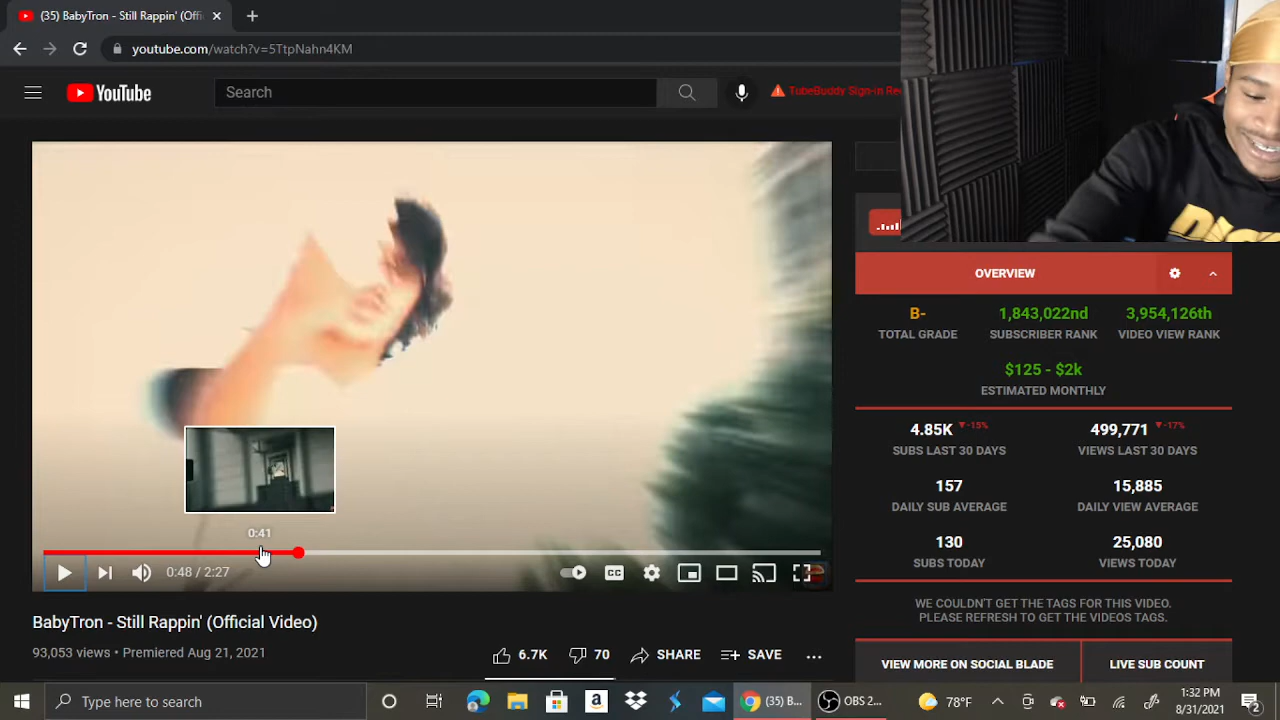 (35) BabyTron - Still Rappin' (Offi
youtube.com/watch?v=5TtpNahn4KM
YouTube
Search
TubeBuddy Sign-in Re
OVERVIEW
B-
TOTAL GRADE
1,843,022nd
SUBSCRIBER RANK
3,954,126th
VIDEO VIEW RANK
$125 - $2k
ESTIMATED MONTHLY
4.85K -15%
SUBS LAST 30 DAYS
499,771 -17%
VIEWS LAST 30 DAYS
157
DAILY SUB AVERAGE
15,885
DAILY VIEW AVERAGE
130
SUBS TODAY
25,080
VIEWS TODAY
WE COULDN'T GET THE TAGS FOR THIS VIDEO.
PLEASE REFRESH TO GET THE VIDEOS TAGS.
VIEW MORE ON SOCIAL BLADE
LIVE SUB COUNT
0:41
0:48 / 2:27
CC
BabyTron - Still Rappin' (Official Video)
93,053 views • Premiered Aug 21, 2021
6.7K
70
SHARE
SAVE
Type here to search
(35) B...
OBS 2...
78°F
1:32 PM
8/31/2021
2